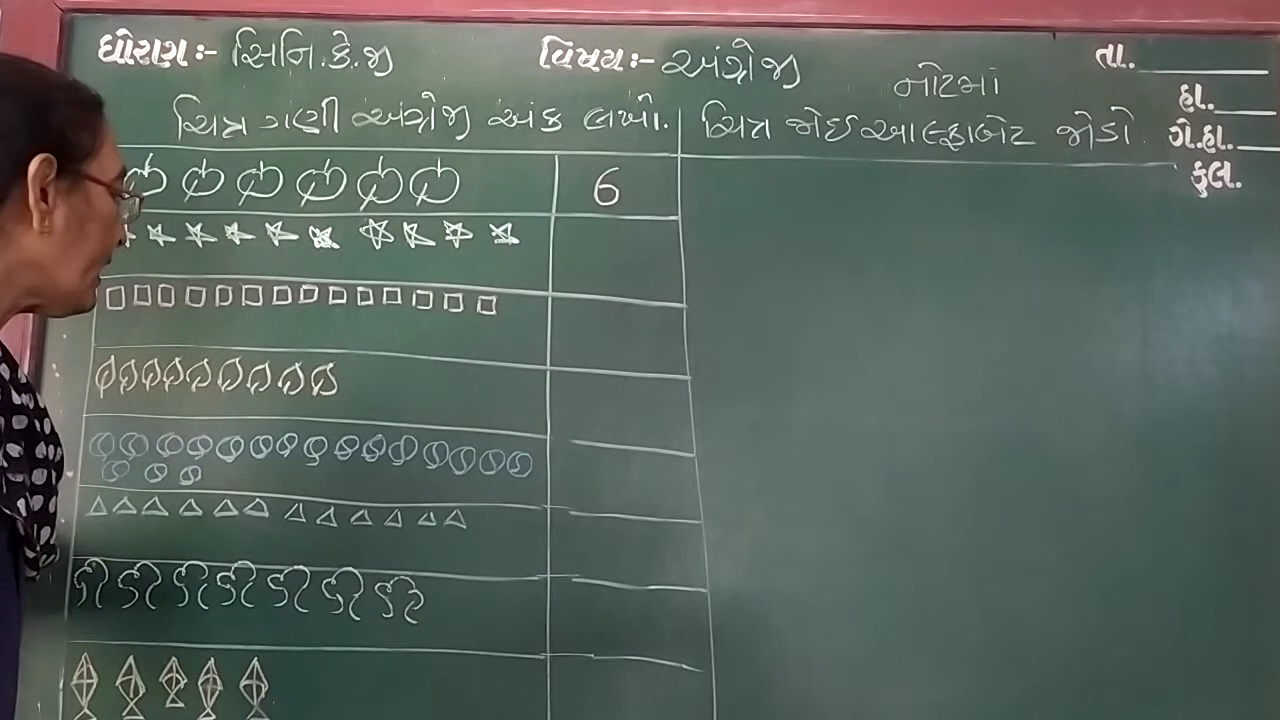 ધોરણઃ- સિનિ.કે.જી
વિષયઃ- અંગ્રેજી
નોટમાં
તા.
હા.
ગે.હા.
કુલ.
ચિત્ર ગણી અંગ્રેજી અંક લખો.
ચિત્ર જોઈ આલ્ફાબેટ જોડો
6